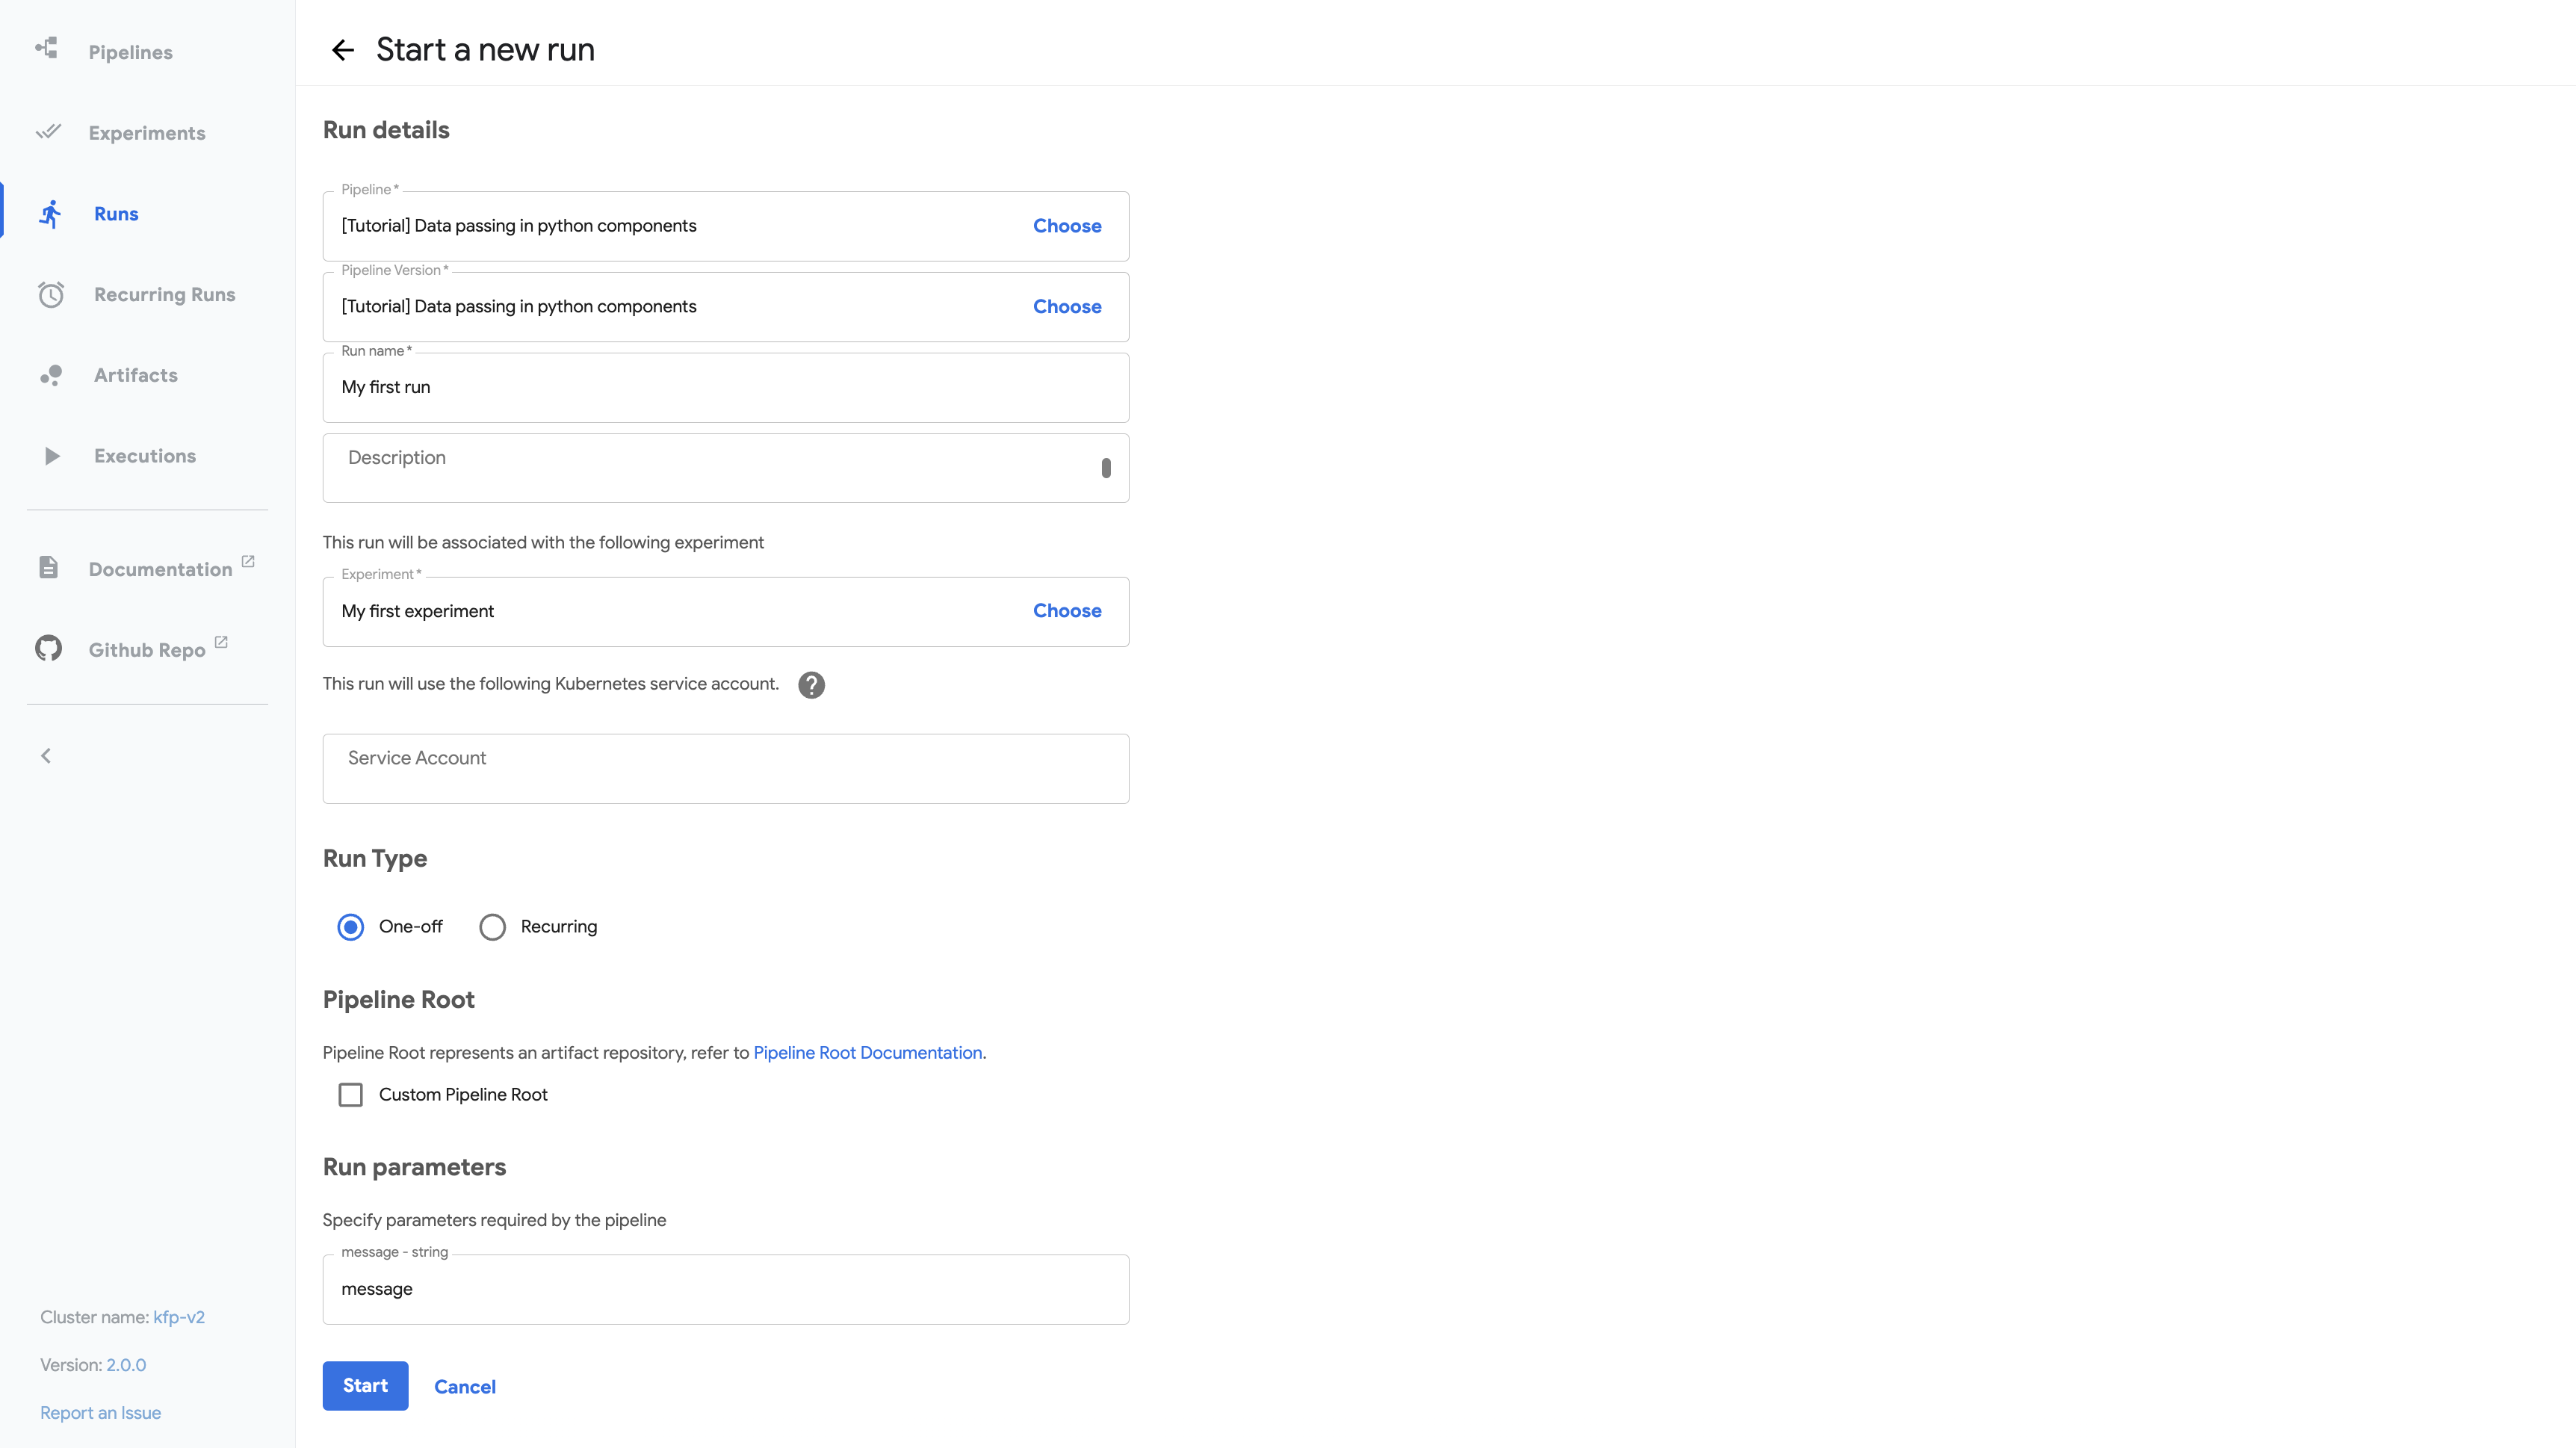 Pipelines
Experiments
Runs
Recurring Runs
Artifacts
Executions
Documentation
Github Repo
Cluster name: kfp-v2
Version: 2.0.0
Report an Issue
Start a new run
Run details
Pipeline *
[Tutorial] Data passing in python components
Choose
Pipeline Version *
[Tutorial] Data passing in python components
Choose
Run name *
My first run
Description
This run will be associated with the following experiment
Experiment *
My first experiment
Choose
This run will use the following Kubernetes service account. ?
Service Account
Run Type
One-off
Recurring
Pipeline Root
Pipeline Root represents an artifact repository, refer to Pipeline Root Documentation.
Custom Pipeline Root
Run parameters
Specify parameters required by the pipeline
message - string
message
Start
Cancel